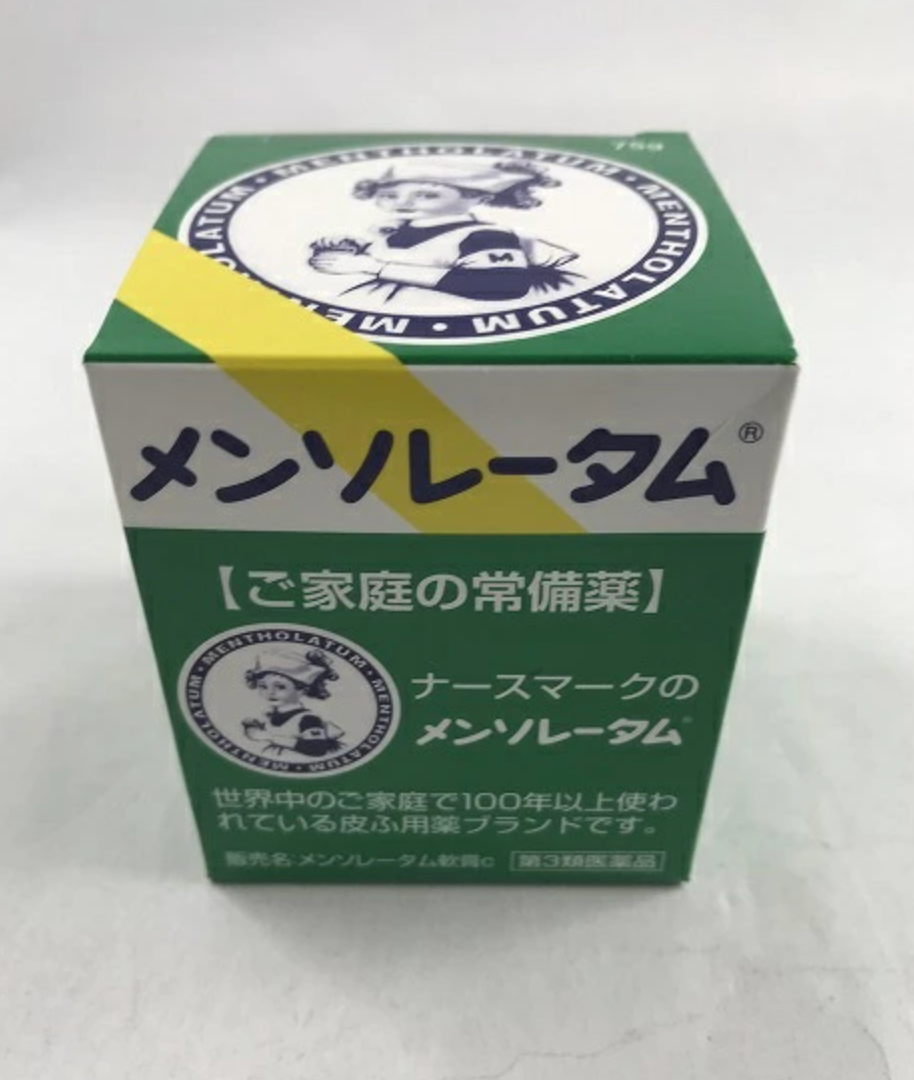 75g
MENTHOLATUM • MENTHOLATUM • MENTHOLATUM
M
メンソレータム®
【ご家庭の常備薬】
MENTHOLATUM • MENTHOLATUM • MENTHOLATUM
ナースマークの
メンソレータム®
世界中のご家庭で100年以上使わ
れている皮ふ用薬ブランドです。
販売名:メンソレータム軟膏c 第3類医薬品